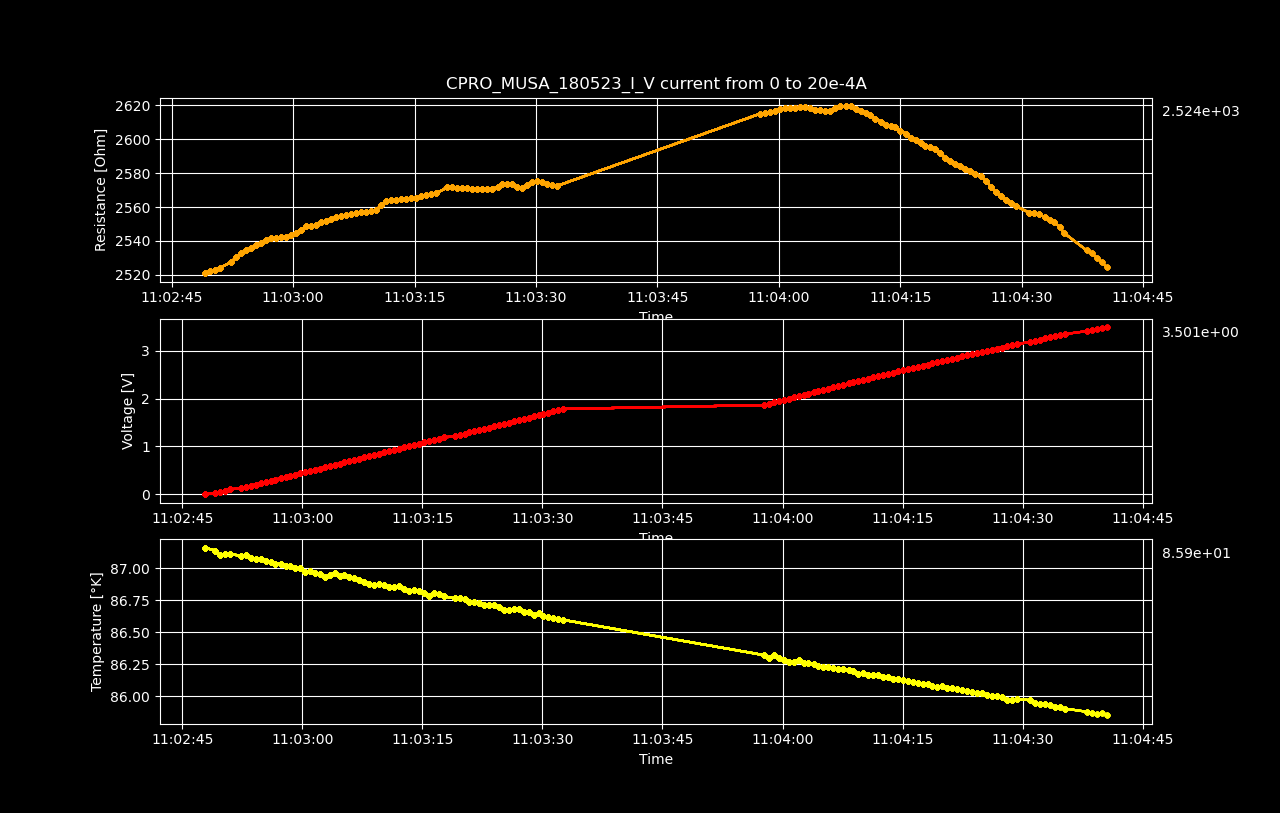 CPRO_MUSA_180523_I_V current from 0 to 20e-4A
2620
2600
2580
2560
2540
2520
Resistance [Ohm]
2.524e+03
11:02:45 11:03:00 11:03:15 11:03:30 11:03:45 11:04:00 11:04:15 11:04:30 11:04:45
Time
3
2
1
0
Voltage [V]
3.501e+00
11:02:45 11:03:00 11:03:15 11:03:30 11:03:45 11:04:00 11:04:15 11:04:30 11:04:45
Time
87.00
86.75
86.50
86.25
86.00
Temperature [°K]
8.59e+01
11:02:45 11:03:00 11:03:15 11:03:30 11:03:45 11:04:00 11:04:15 11:04:30 11:04:45
Time